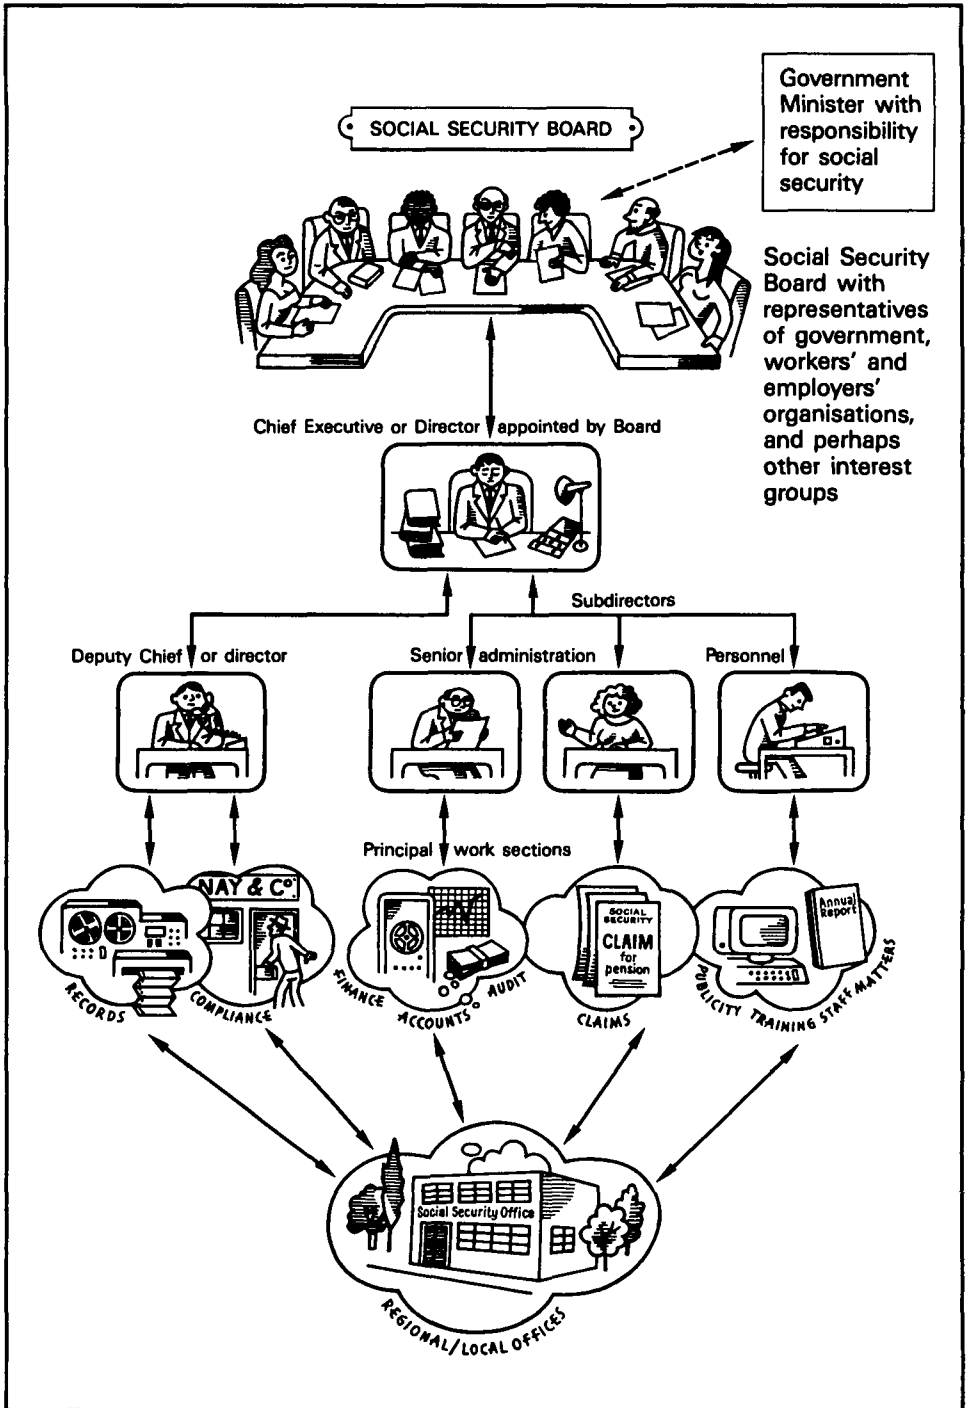 Government
Minister with
responsibility
for social
security
SOCIAL SECURITY BOARD
Social Security
Board with
representatives
of government,
workers' and
employers'
organisations,
and perhaps
other interest
groups
Chief Executive or Director appointed by Board
Subdirectors
Deputy Chief or director
Senior administration
Personnel
Principal work sections
NAY & Co.
SOCIAL
SECURITY
CLAIM
for
pension
Annual
Report
RECORDS
COMPLIANCE
FINANCE
ACCOUNTS
AUDIT
CLAIMS
PUBLICITY TRAINING STAFF MATTERS
Social Security Office
REGIONAL/LOCAL OFFICES